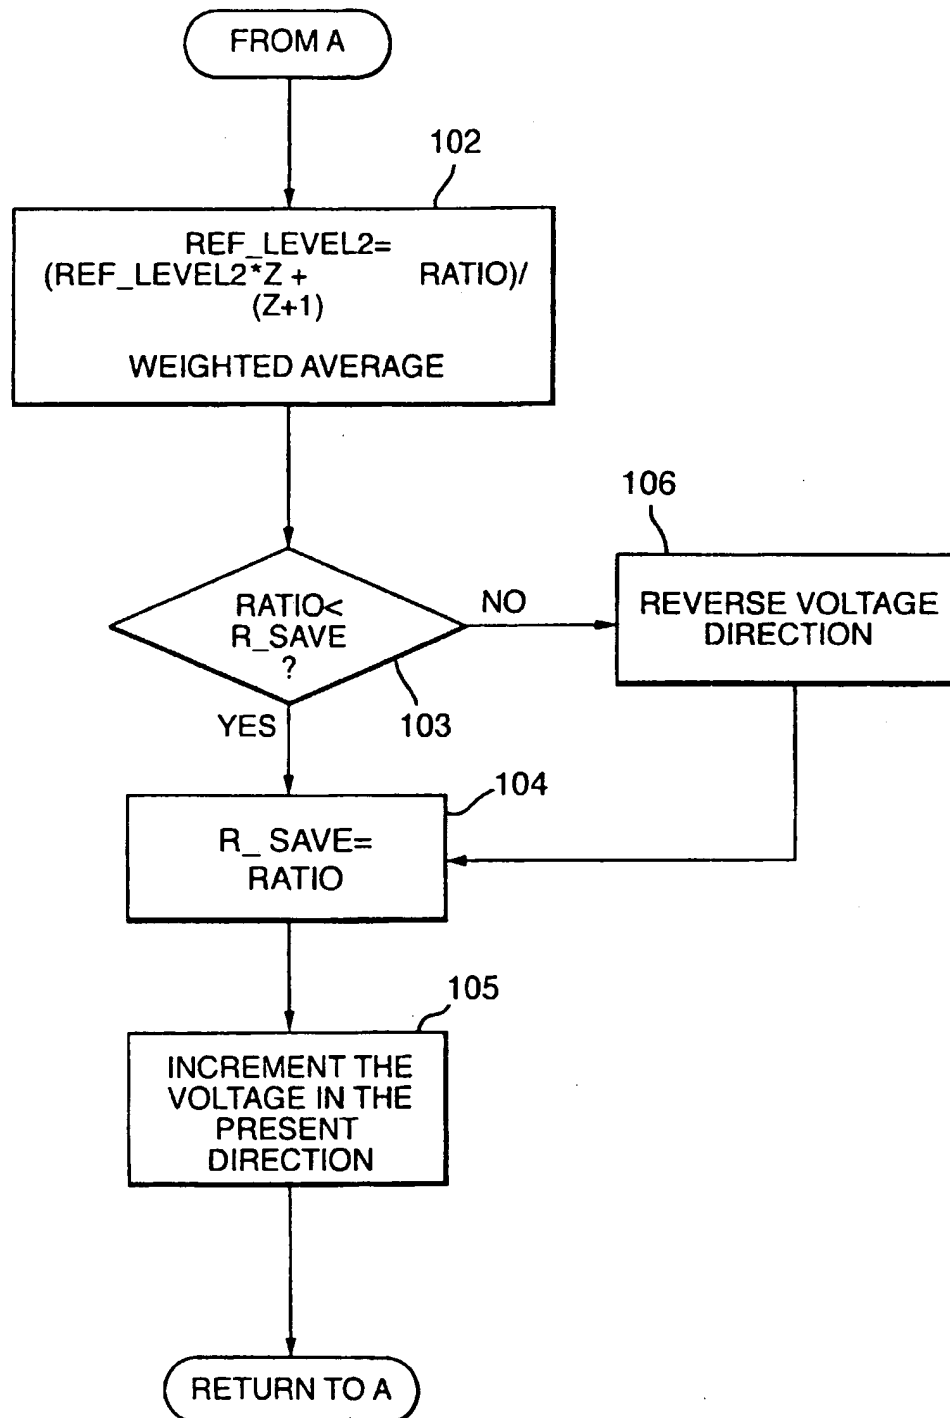 FROM A
102
REF_LEVEL2=
(REF_LEVEL2*Z + RATIO)/
(Z+1)
WEIGHTED AVERAGE
106
RATIO<
R_SAVE
?
NO
REVERSE VOLTAGE
DIRECTION
YES
103
104
R_ SAVE=
RATIO
105
INCREMENT THE
VOLTAGE IN THE
PRESENT
DIRECTION
RETURN TO A